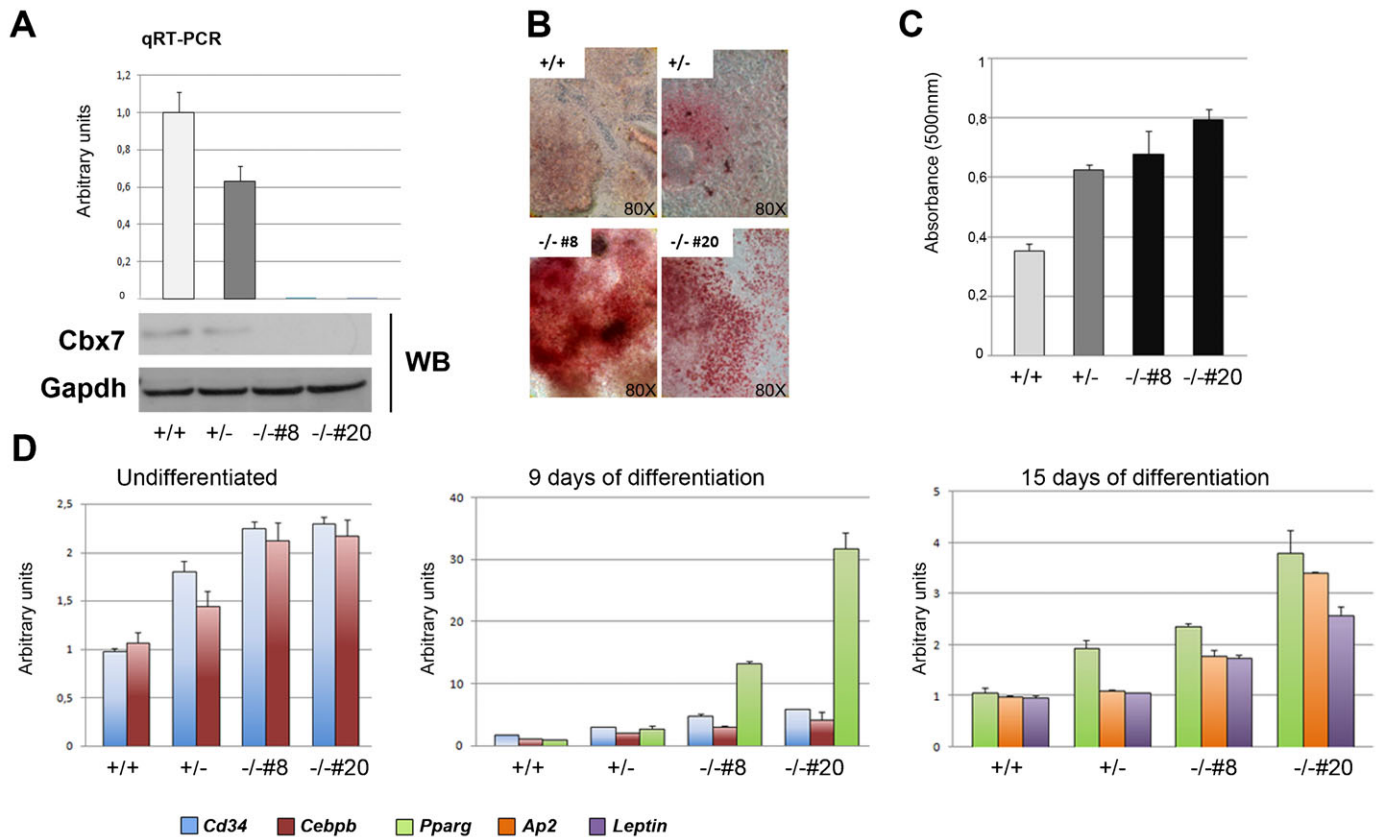 A
qRT-PCR
Arbitrary units
1,2
1,0
0,8
0,6
0,4
0,2
0
Cbx7
Gapdh
WB
+/+ +/- -/-#8 -/-#20
B
+/+
80X
+/-
80X
-/- #8
80X
-/- #20
80X
C
Absorbance (500nnm)
1
0,8
0,6
0,4
0,2
0
+/+ +/- -/-#8 -/-#20
D
Undifferentiated
Arbitrary units
2,5
2
1,5
1
0,5
0
+/+ +/- -/-#8 -/-#20
9 days of differentiation
Arbitrary units
40
30
20
10
0
+/+ +/- -/-#8 -/-#20
15 days of differentiation
Arbitrary units
5
4
3
2
1
0
+/+ +/- -/-#8 -/-#20
Cd34 Cebpb Pparg Ap2 Leptin